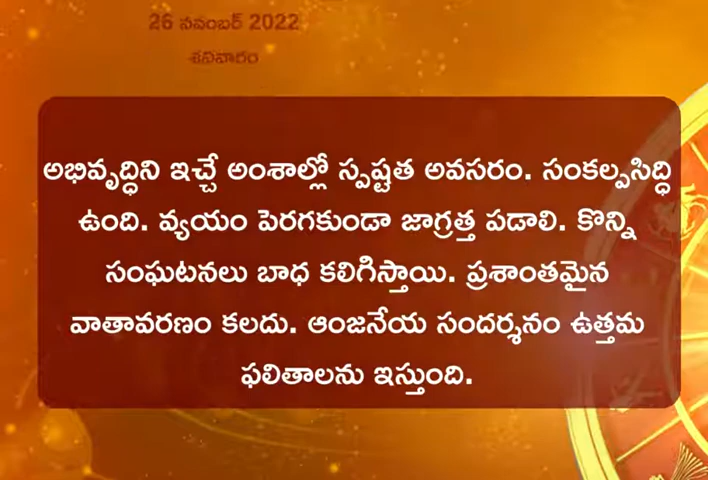 26 నవంబర్ 2022
శనివారం
అభివృద్ధిని ఇచ్చే అంశాల్లో స్పష్టత అవసరం. సంకల్పసిద్ధి
ఉంది. వ్యయం పెరగకుండా జాగ్రత్త పడాలి. కొన్ని
సంఘటనలు బాధ కలిగిస్తాయి. ప్రశాంతమైన
వాతావరణం కలదు. ఆంజనేయ సందర్శనం ఉత్తమ
ఫలితాలను ఇస్తుంది.